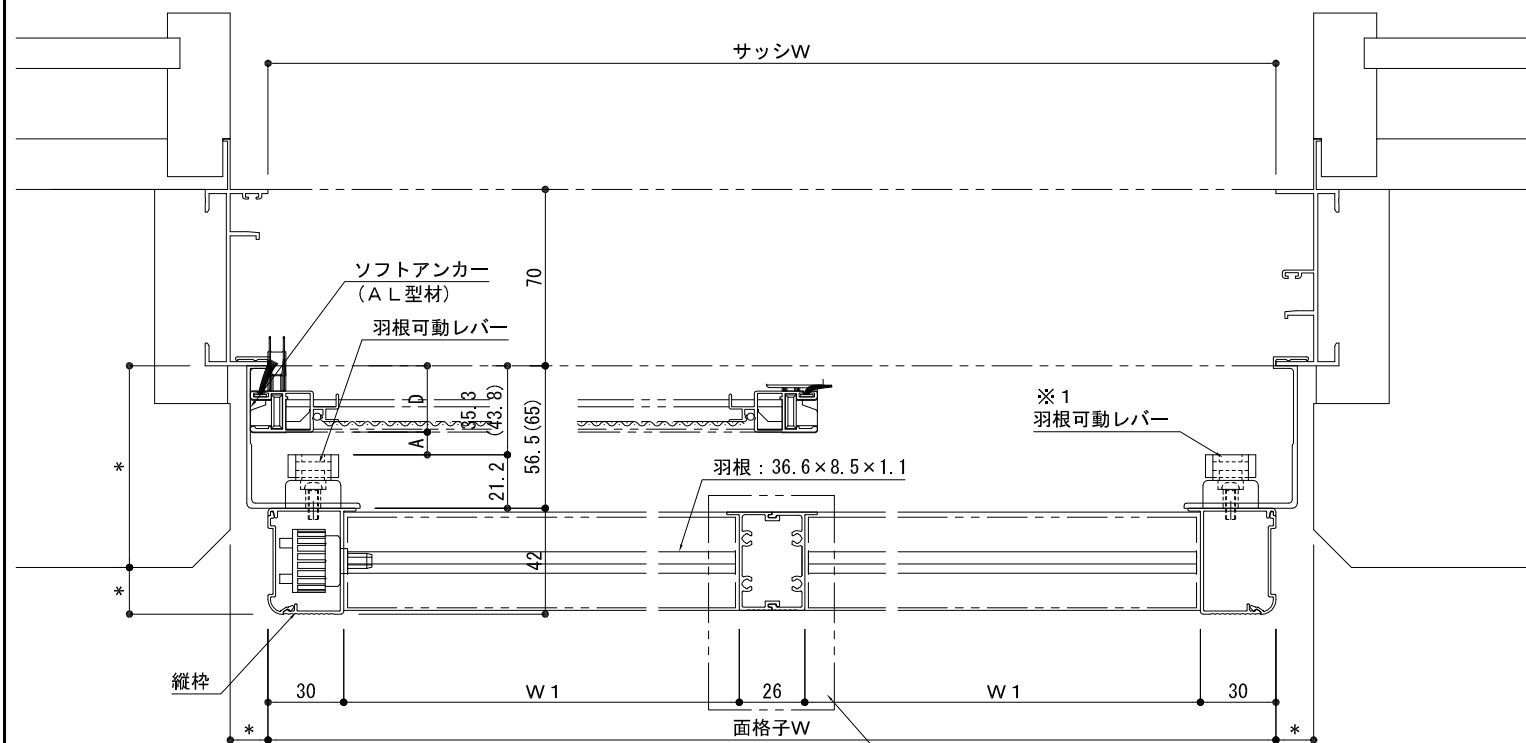 サッシW
70
ソフトアンカー
（ＡＬ型材）
羽根可動レバー
D
A
35.3
(43.8)
21.2
56.5(65)
42
※１
羽根可動レバー
羽根：36.6×8.5×1.1
*
*
縦枠
30
W１
26
W１
30
*
面格子W
*